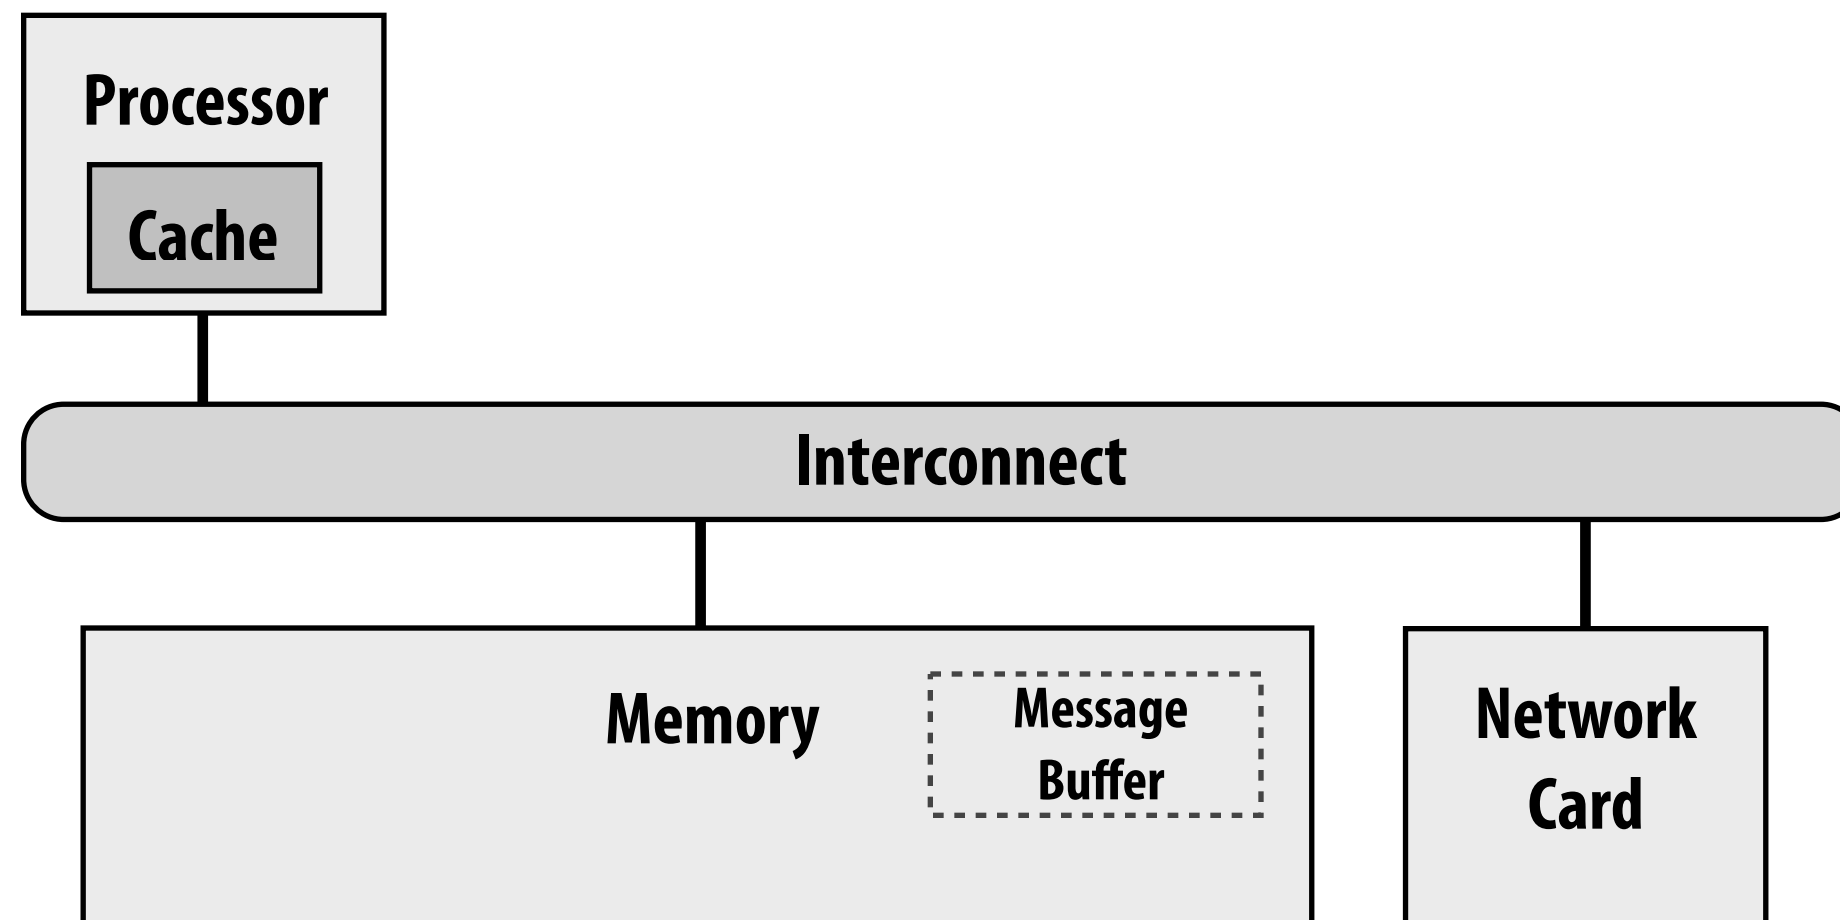 Processor
Cache
Interconnect
Memory
Message
Buffer
Network
Card